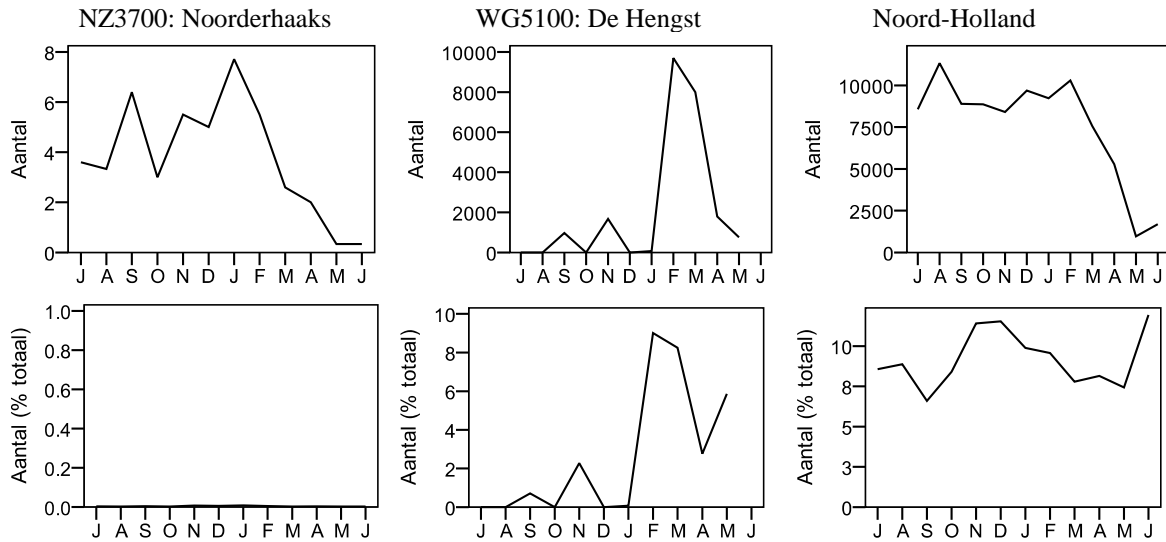 NZ3700: Noorderhaaks
WG5100: De Hengst
Noord-Holland
Aantal
8
6
4
2
0
J A S O N D J F M A M J
Aantal
10000
8000
6000
4000
2000
0
J A S O N D J F M A M J
Aantal
10000
7500
5000
2500
0
J A S O N D J F M A M J
Aantal (% totaal)
1.0
0.8
0.6
0.4
0.2
0.0
J A S O N D J F M A M J
Aantal (% totaal)
10
8
6
4
2
0
J A S O N D J F M A M J
Aantal (% totaal)
10
8
5
3
0
J A S O N D J F M A M J